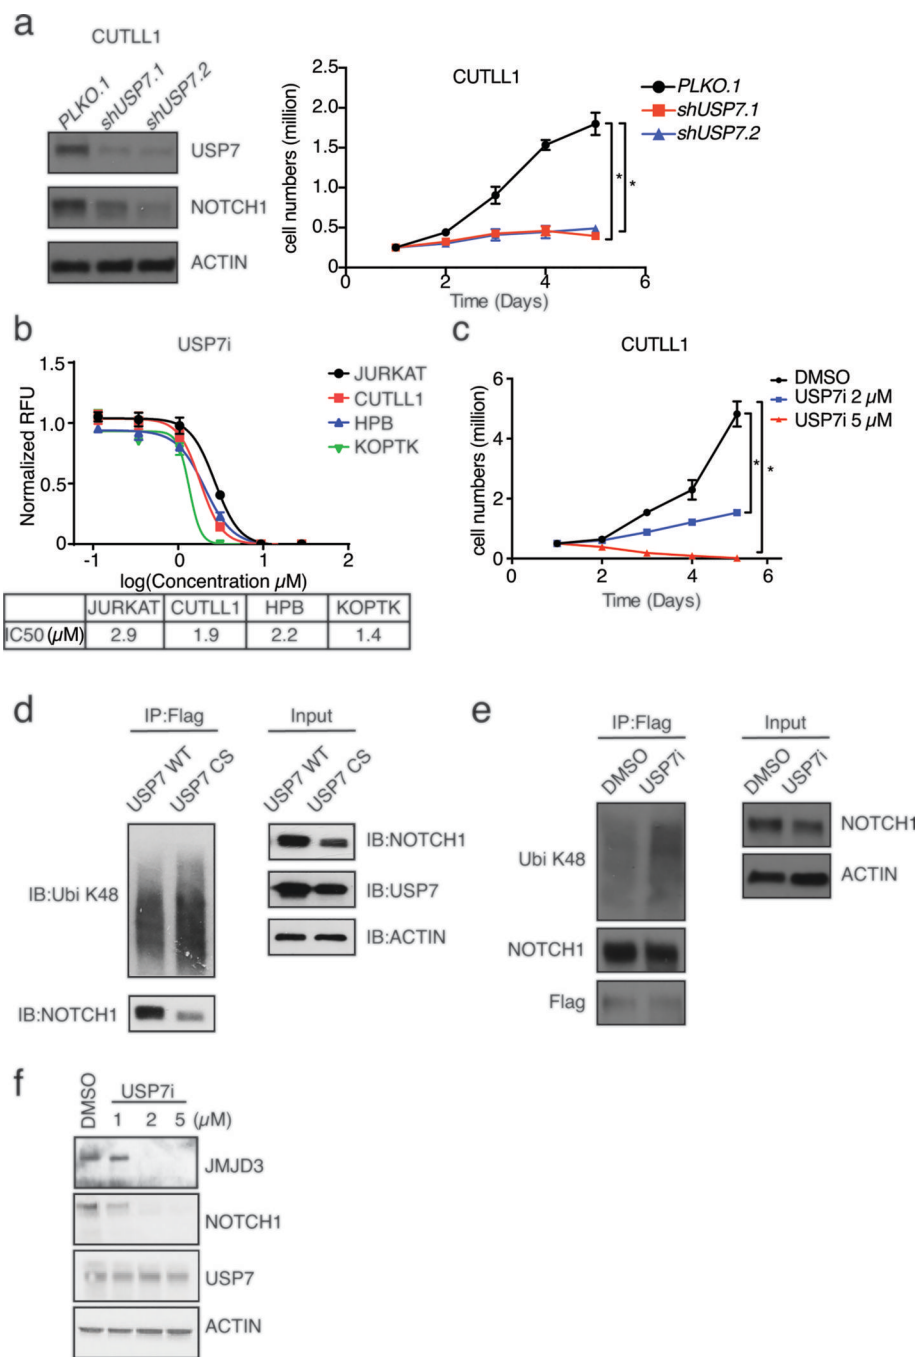 a
CUTLL1
PLKO.1 shUSP7.1 shUSP7.2
USP7
NOTCH1
ACTIN
CUTLL1
cell numbers (million)
2.5
2.0
1.5
1.0
0.5
0
0 2 4 6
Time (Days)
PLKO.1
shUSP7.1
shUSP7.2
*
*
b
USP7i
Normalized RFU
1.5
1.0
0.5
0
-1 0 1 2
log(Concentration µM)
JURKAT
CUTLL1
HPB
KOPTK
JURKAT CUTLL1 HPB KOPTK
IC50 (µM) 2.9 1.9 2.2 1.4
c
CUTLL1
cell numbers (million)
6
4
2
0
0 2 4 6
Time (Days)
DMSO
USP7i 2 µM
USP7i 5 µM
*
*
d
IP:Flag
USP7 WT USP7 CS
IB:Ubi K48
IB:NOTCH1
Input
USP7 WT USP7 CS
IB:NOTCH1
IB:USP7
IB:ACTIN
e
IP:Flag
DMSO USP7i
Ubi K48
NOTCH1
Flag
Input
DMSO USP7i
NOTCH1
ACTIN
f
DMSO
USP7i
1 2 5 (µM)
JMJD3
NOTCH1
USP7
ACTIN